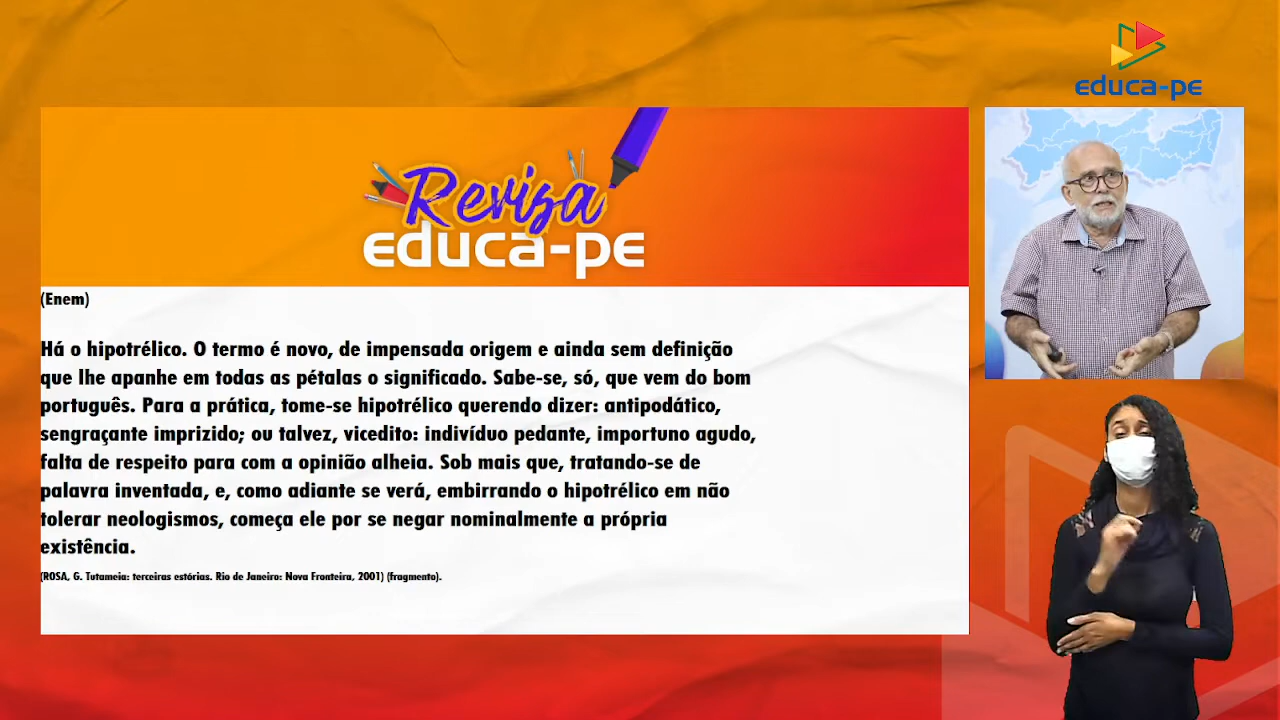 educa-pe
Revisa
educa-pe
(Enem)
Há o hipotrélico. O termo é novo, de impensada origem e ainda sem definição
que lhe apanhe em todas as pétalas o significado. Sabe-se, só, que vem do bom
português. Para a prática, tome-se hipotrélico querendo dizer: antipodático,
sengraçante imprizido; ou talvez, vicedito: indivíduo pedante, importuno agudo,
falta de respeito para com a opinião alheia. Sob mais que, tratando-se de
palavra inventada, e, como adiante se verá, embirrando o hipotrélico em não
tolerar neologismos, começa ele por se negar nominalmente a própria
existência.
(ROSA, G. Tutameia: terceiras estórias. Rio de Janeiro: Nova Fronteira, 2001) (fragmento).